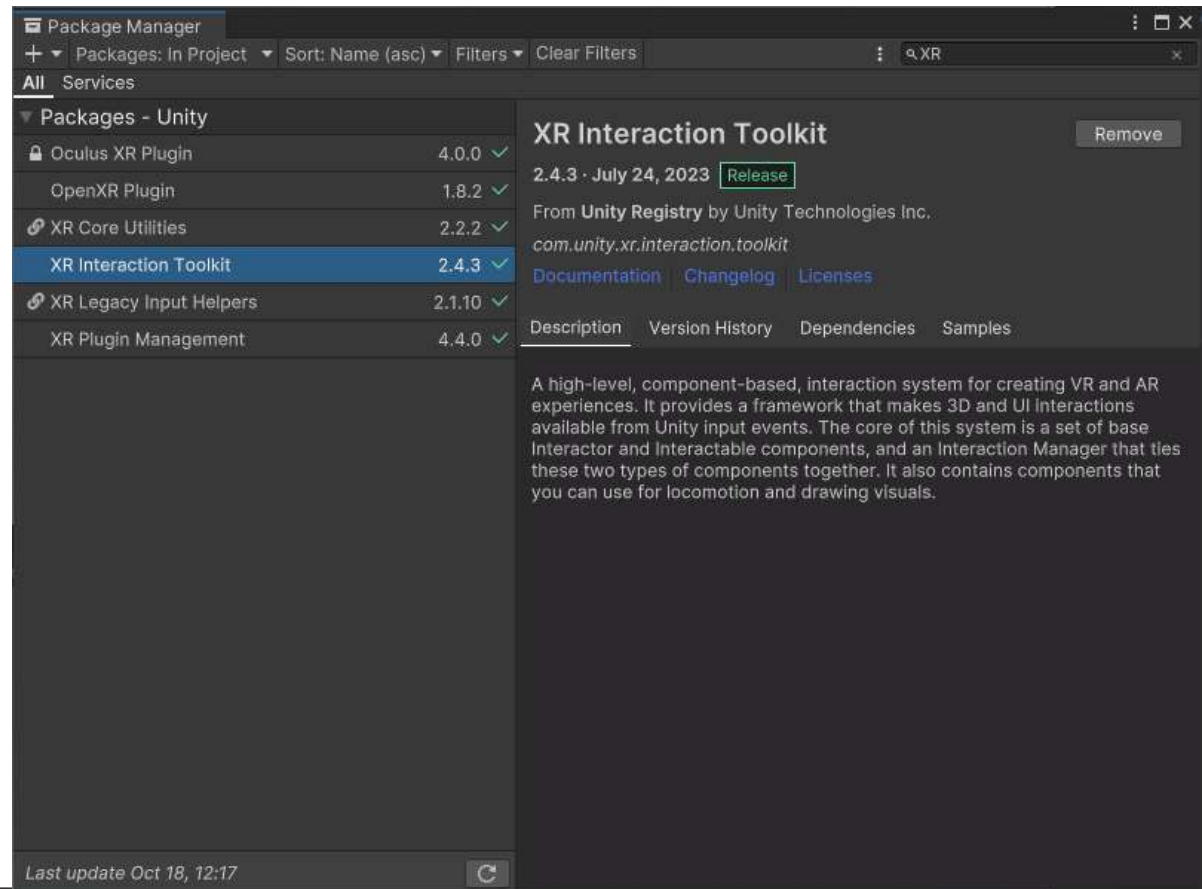 Package Manager
Packages: In Project Sort: Name (asc) Filters Clear Filters XR
All Services
Packages - Unity
Oculus XR Plugin 4.0.0
OpenXR Plugin 1.8.2
XR Core Utilities 2.2.2
XR Interaction Toolkit 2.4.3
XR Legacy Input Helpers 2.1.10
XR Plugin Management 4.4.0
Last update Oct 18, 12:17
XR Interaction Toolkit Remove
2.4.3 · July 24, 2023 Release
From Unity Registry by Unity Technologies Inc.
com.unity.xr.interaction.toolkit
Documentation Changelog Licenses
Description Version History Dependencies Samples
A high-level, component-based, interaction system for creating VR and AR
experiences. It provides a framework that makes 3D and UI interactions
available from Unity input events. The core of this system is a set of base
Interactor and Interactable components, and an Interaction Manager that ties
these two types of components together. It also contains components that
you can use for locomotion and drawing visuals.